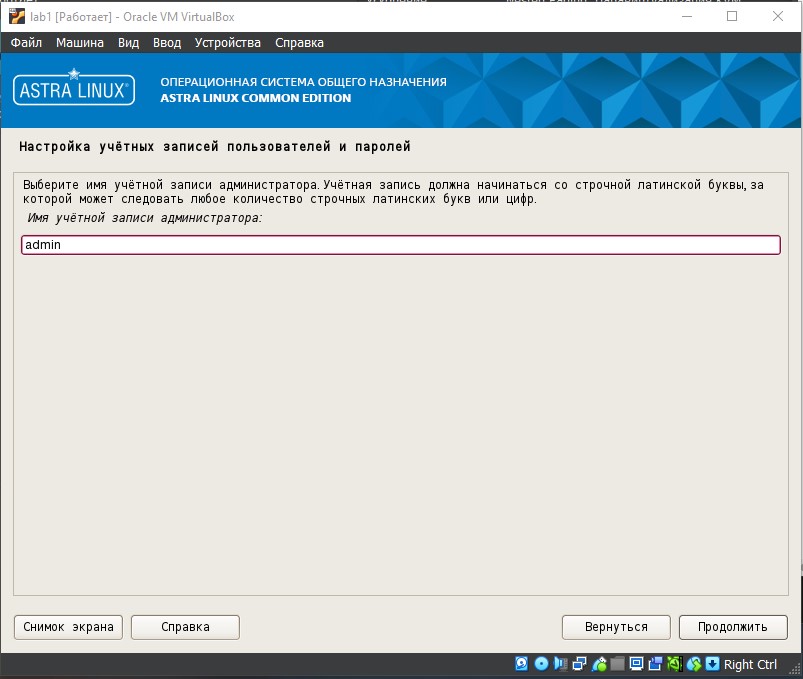 lab1 [Работает] - Oracle VM VirtualBox
Файл Машина Вид Ввод Устройства Справка
ASTRA LINUX®
ОПЕРАЦИОННАЯ СИСТЕМА ОБЩЕГО НАЗНАЧЕНИЯ
ASTRA LINUX COMMON EDITION
Настройка учётных записей пользователей и паролей
Выберите имя учётной записи администратора. Учётная запись должна начинаться со строчной латинской буквы, за
которой может следовать любое количество строчных латинских букв или цифр.
Имя учётной записи администратора:
admin
Снимок экрана Справка Вернуться Продолжить
Right Ctrl